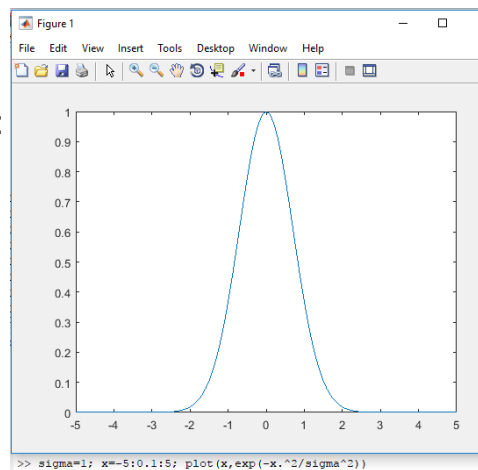 Figure 1
File Edit View Insert Tools Desktop Window Help
1
0.9
0.8
0.7
0.6
0.5
0.4
0.3
0.2
0.1
0
-5 -4 -3 -2 -1 0 1 2 3 4 5
>> sigma=1; x=-5:0.1:5; plot(x,exp(-x.^2/sigma^2))